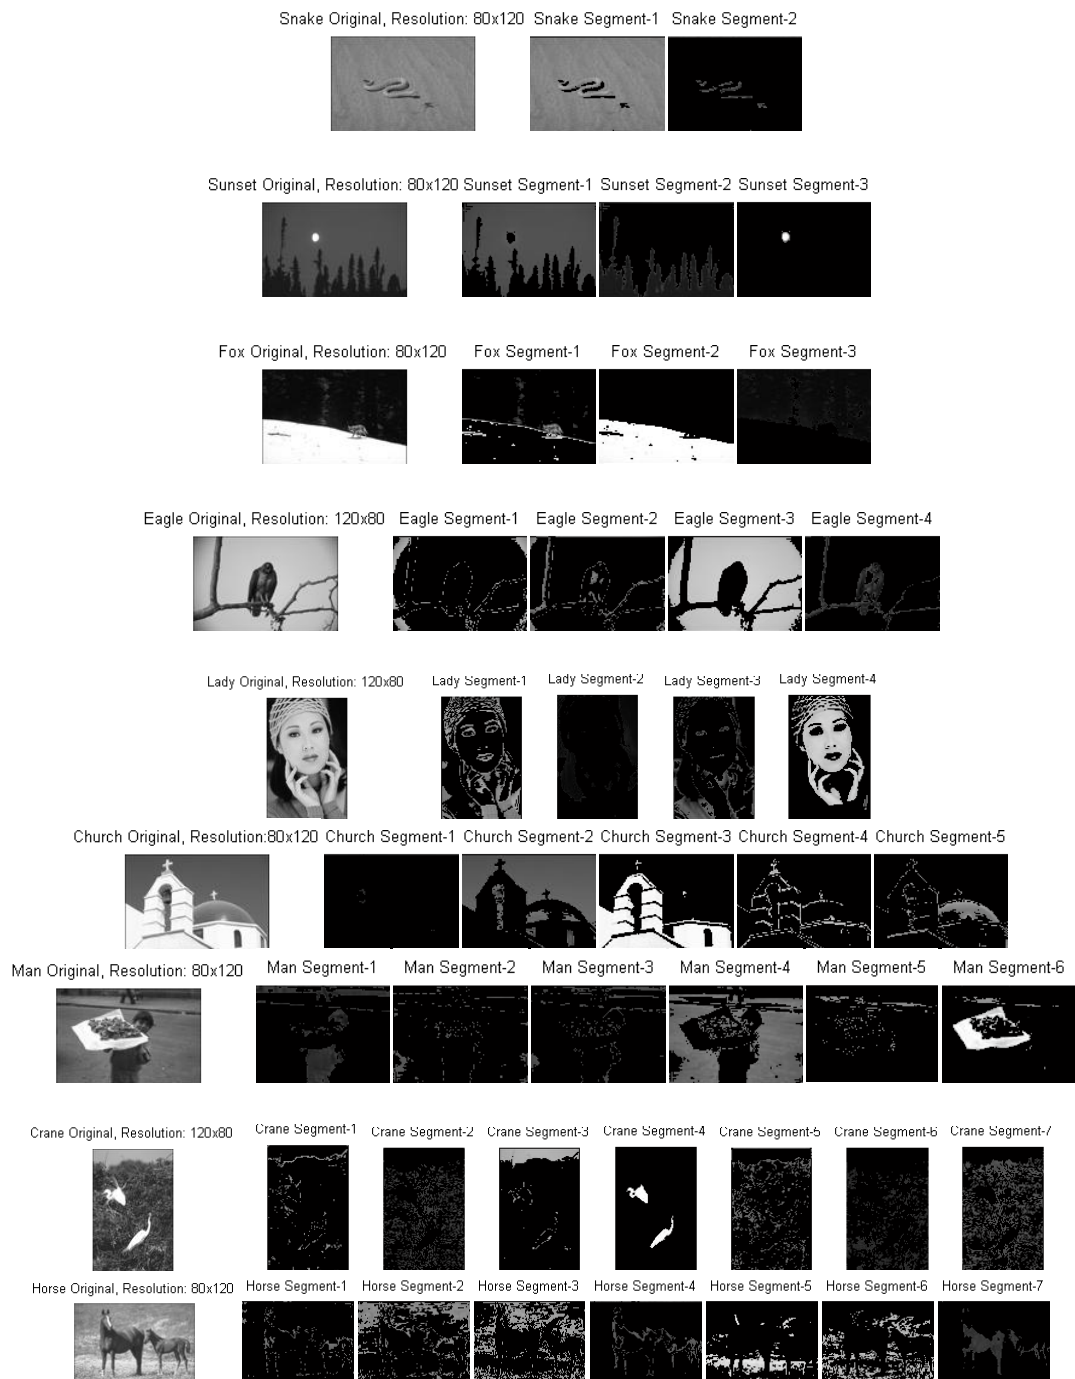 Snake Original, Resolution: 80x120 Snake Segment-1 Snake Segment-2
Sunset Original, Resolution: 80x120 Sunset Segment-1 Sunset Segment-2 Sunset Segment-3
Fox Original, Resolution: 80x120 Fox Segment-1 Fox Segment-2 Fox Segment-3
Eagle Original, Resolution: 120x80 Eagle Segment-1 Eagle Segment-2 Eagle Segment-3 Eagle Segment-4
Lady Original, Resolution: 120x80 Lady Segment-1 Lady Segment-2 Lady Segment-3 Lady Segment-4
Church Original, Resolution:80x120 Church Segment-1 Church Segment-2 Church Segment-3 Church Segment-4 Church Segment-5
Man Original, Resolution: 80x120 Man Segment-1 Man Segment-2 Man Segment-3 Man Segment-4 Man Segment-5 Man Segment-6
Crane Original, Resolution: 120x80 Crane Segment-1 Crane Segment-2 Crane Segment-3 Crane Segment-4 Crane Segment-5 Crane Segment-6 Crane Segment-7
Horse Original, Resolution: 80x120 Horse Segment-1 Horse Segment-2 Horse Segment-3 Horse Segment-4 Horse Segment-5 Horse Segment-6 Horse Segment-7